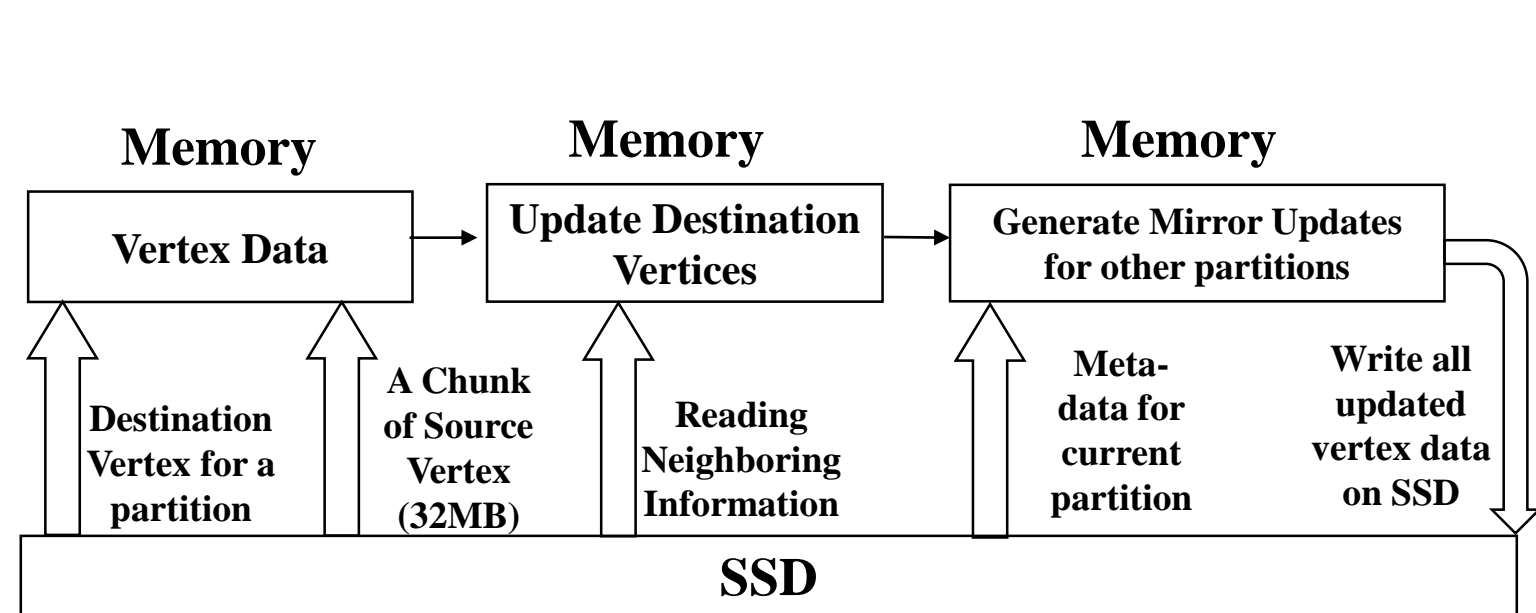 Memory
Memory
Memory
Vertex Data
Update Destination
Vertices
Generate Mirror Updates
for other partitions
Destination
Vertex for a
partition
A Chunk
of Source
Vertex
(32MB)
Reading
Neighboring
Information
Meta-
data for
current
partition
Write all
updated
vertex data
on SSD
SSD